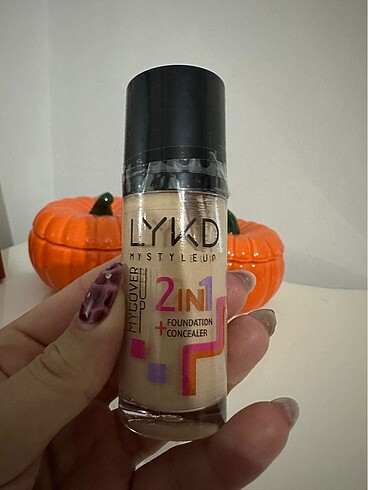 LYKD
MYSTYLEUP
MYCOVER
2IN1
+FOUNDATION
CONCEALER